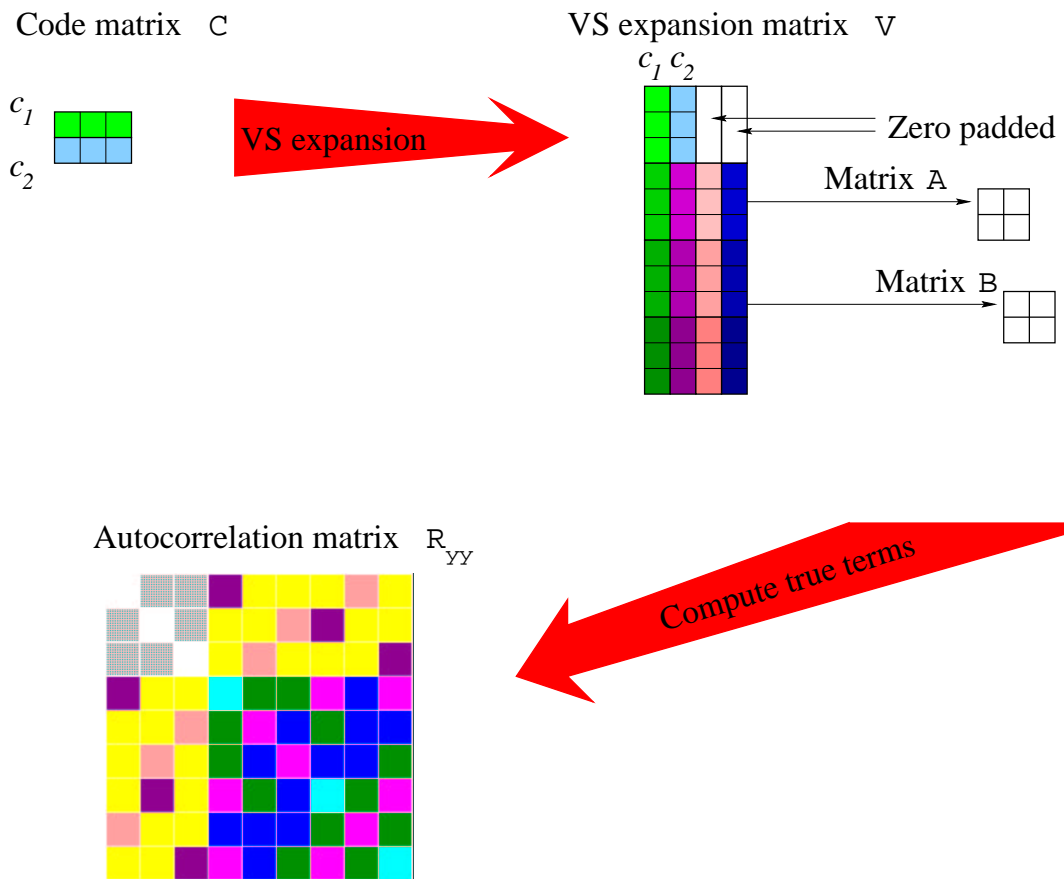 Code matrix C
VS expansion matrix V
c1 c2
c1
c2
VS expansion
Zero padded
Matrix A
Matrix B
Autocorrelation matrix Ryy
Compute true terms